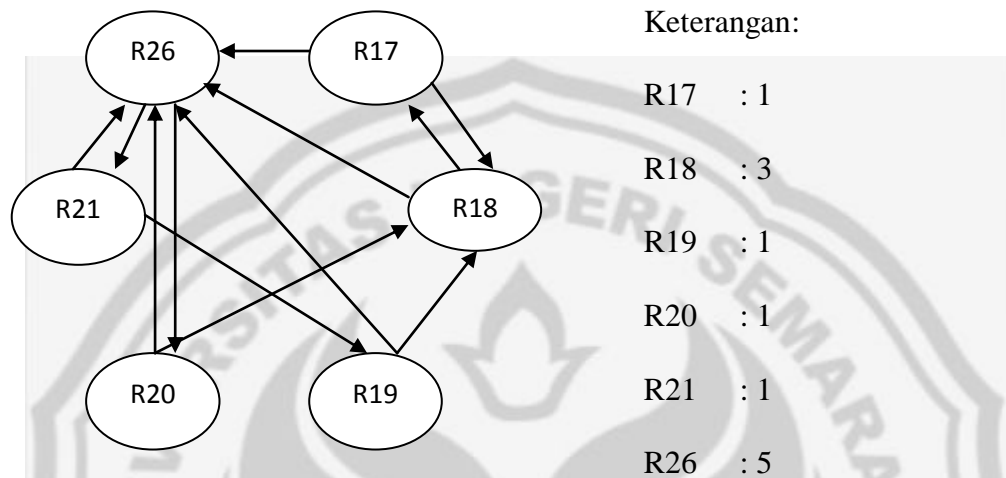 Keterangan:
R26
R17
R17 : 1
R18 : 3
R21
R18
R19 : 1
R20 : 1
R20
R19
R21 : 1
R26 : 5